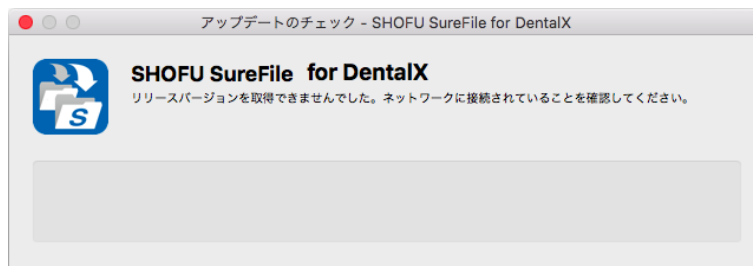 アップデートのチェック - SHOFU SureFile for DentalX
SHOFU SureFile for DentalX
リリースバージョンを取得できませんでした。ネットワークに接続されていることを確認してください。
S